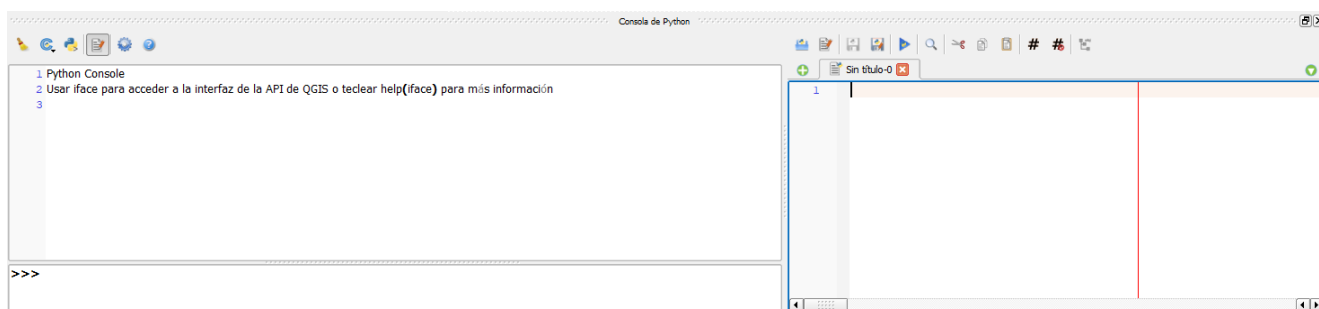 Consola de Python
1 Python Console
2 Usar iface para acceder a la interfaz de la API de QGIS o teclear help(iface) para más información
3
>>>
# #
Sin título-0
1